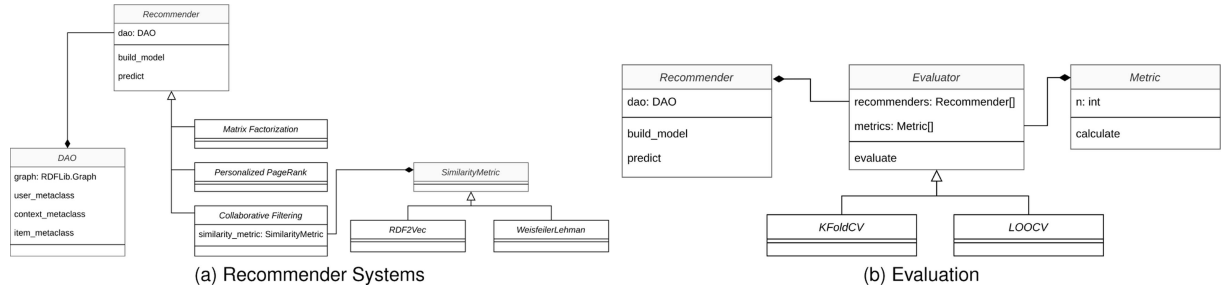 Recommender
dao: DAO
build_model
predict
Matrix Factorization
DAO
graph: RDFLib.Graph
user_metaclass
context_metaclass
item_metaclass
Personalized PageRank
SimilarityMetric
Collaborative Filtering
similarity_metric: SimilarityMetric
RDF2Vec
WeisfeilerLehman
(a) Recommender Systems
Recommender
dao: DAO
build_model
predict
Evaluator
recommenders: Recommender[]
metrics: Metric[]
evaluate
Metric
n: int
calculate
KFoldCV
LOOCV
(b) Evaluation